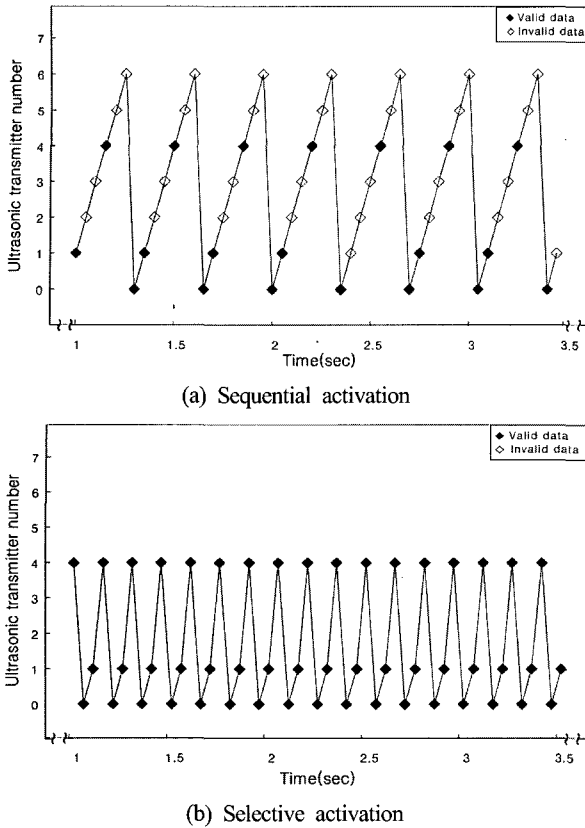 Valid data
Invalid data
Ultrasonic transmitter number
7
6
5
4
3
2
1
0
1
1.5
2
2.5
3
3.5
Time(sec)
(a) Sequential activation
Valid data
Invalid data
Ultrasonic transmitter number
7
6
5
4
3
2
1
0
1
1.5
2
2.5
3
3.5
Time(sec)
(b) Selective activation